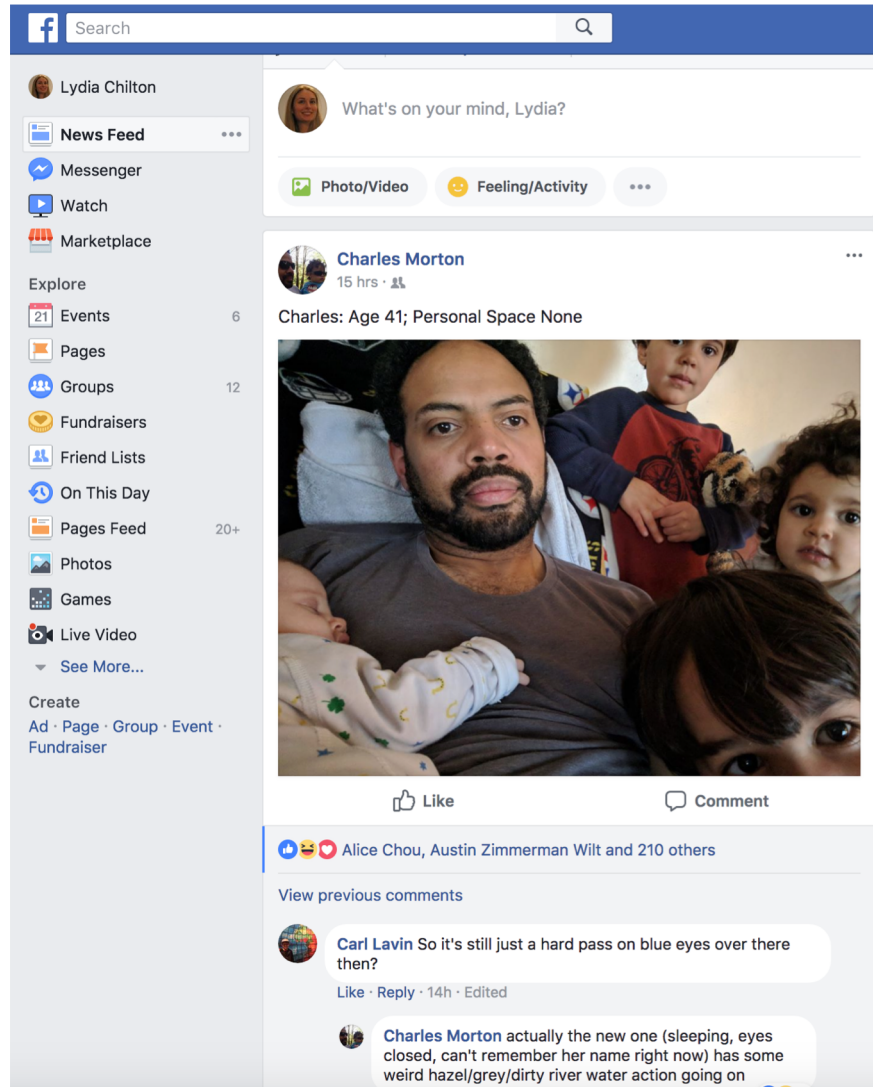 Search
Lydia Chilton
What's on your mind, Lydia?
News Feed
Messenger
Photo/Video
Feeling/Activity
Watch
Marketplace
Explore
21
Events
6
Pages
Groups
12
Fundraisers
Friend Lists
On This Day
Pages Feed
20+
Photos
Games
Live Video
See More...
Create
Ad · Page · Group · Event ·
Fundraiser
Charles Morton
15 hrs ·
Charles: Age 41; Personal Space None
Like
Comment
Alice Chou, Austin Zimmerman Wilt and 210 others
View previous comments
Carl Lavin So it's still just a hard pass on blue eyes over there
then?
Like · Reply · 14h · Edited
Charles Morton actually the new one (sleeping, eyes
closed, can't remember her name right now) has some
weird hazel/grey/dirty river water action going on